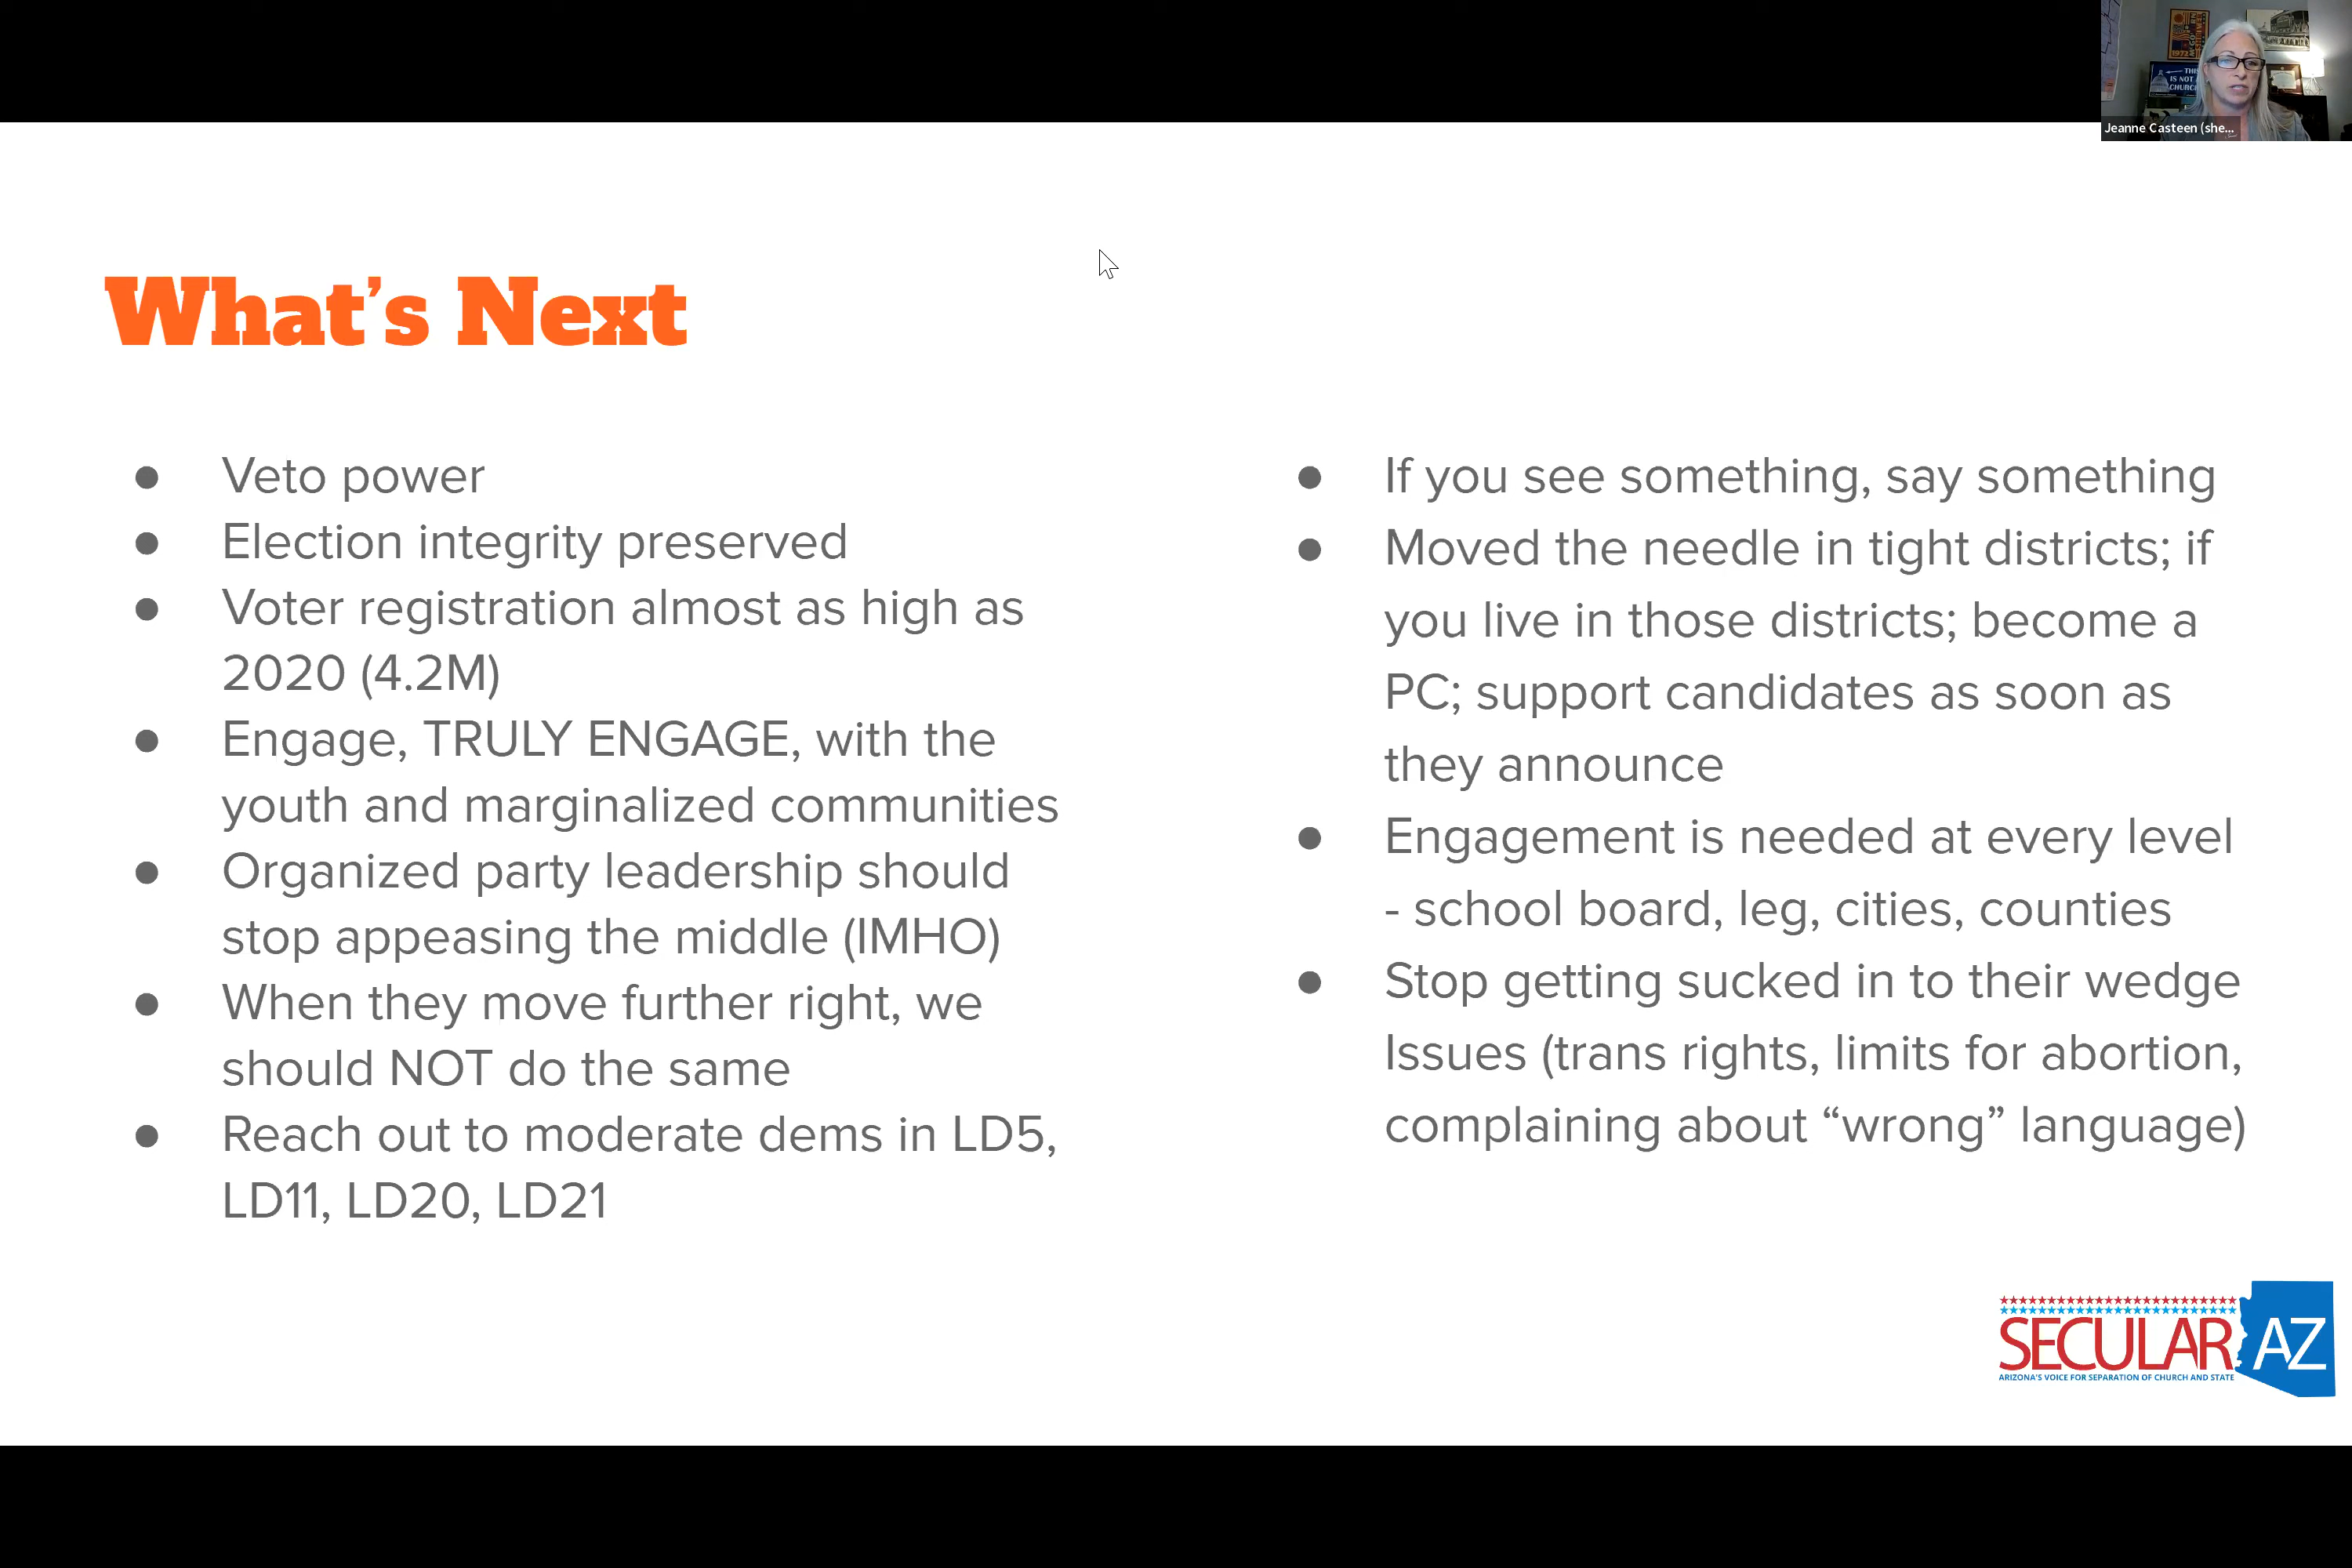 Jeanne Casteen (she...
What's Next
● Veto power
● Election integrity preserved
● Voter registration almost as high as
2020 (4.2M)
● Engage, TRULY ENGAGE, with the
youth and marginalized communities
● Organized party leadership should
stop appeasing the middle (IMHO)
● When they move further right, we
should NOT do the same
● Reach out to moderate dems in LD5,
LD11, LD20, LD21
● If you see something, say something
● Moved the needle in tight districts; if
you live in those districts; become a
PC; support candidates as soon as
they announce
● Engagement is needed at every level
- school board, leg, cities, counties
● Stop getting sucked in to their wedge
Issues (trans rights, limits for abortion,
complaining about “wrong” language)
SECULAR AZ
ARIZONA'S VOICE FOR SEPARATION OF CHURCH AND STATE